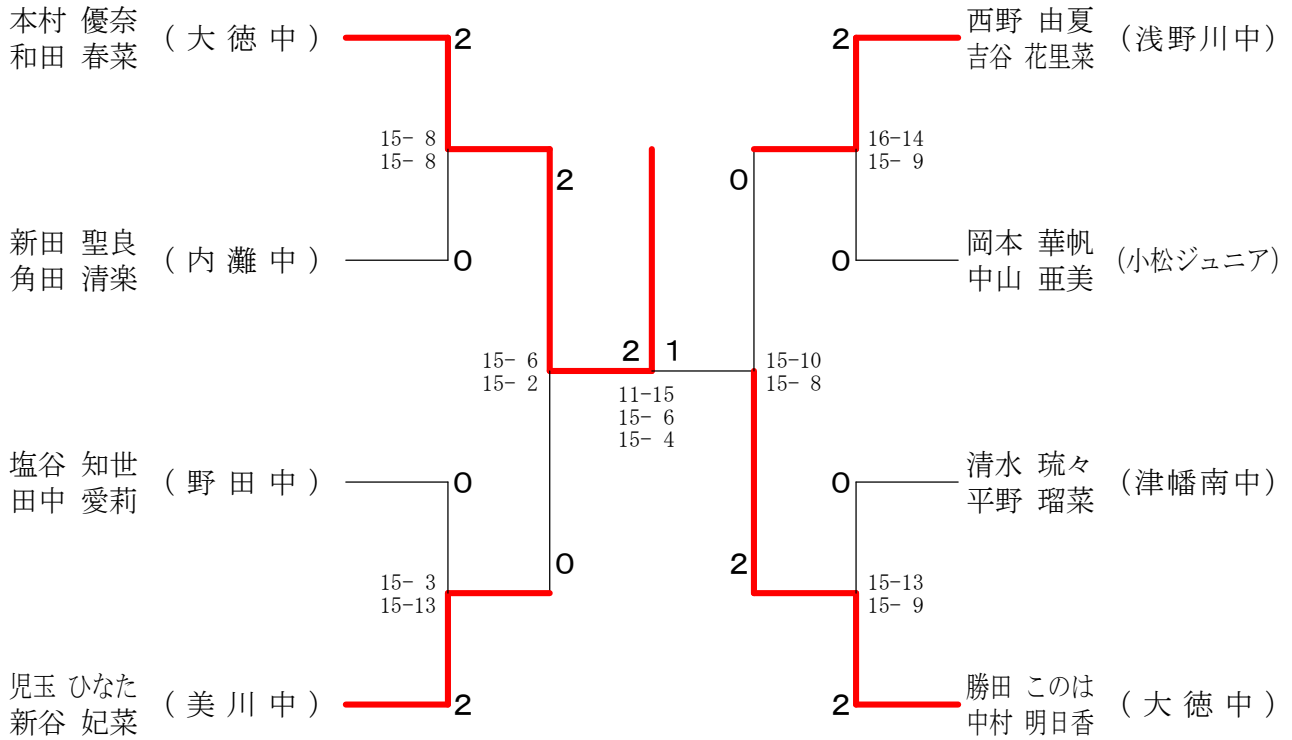 本村 優奈
和田 春菜
(大徳中)
2
15- 8
15- 8
2
新田 聖良
角田 清楽
(内灘中)
0
15- 6
15- 2
塩谷 知世
田中 愛莉
(野田中)
0
15- 3
15-13
0
児玉 ひなた
新谷 妃菜
(美川中)
2
2 1
11-15
15- 6
15- 4
西野 由夏
吉谷 花里菜
(浅野川中)
2
16-14
15- 9
0
岡本 華帆
中山 亜美
(小松ジュニア)
0
15-10
15- 8
清水 琉々
平野 瑠菜
(津幡南中)
0
15-13
15- 9
2
勝田 このは
中村 明日香
(大徳中)
2